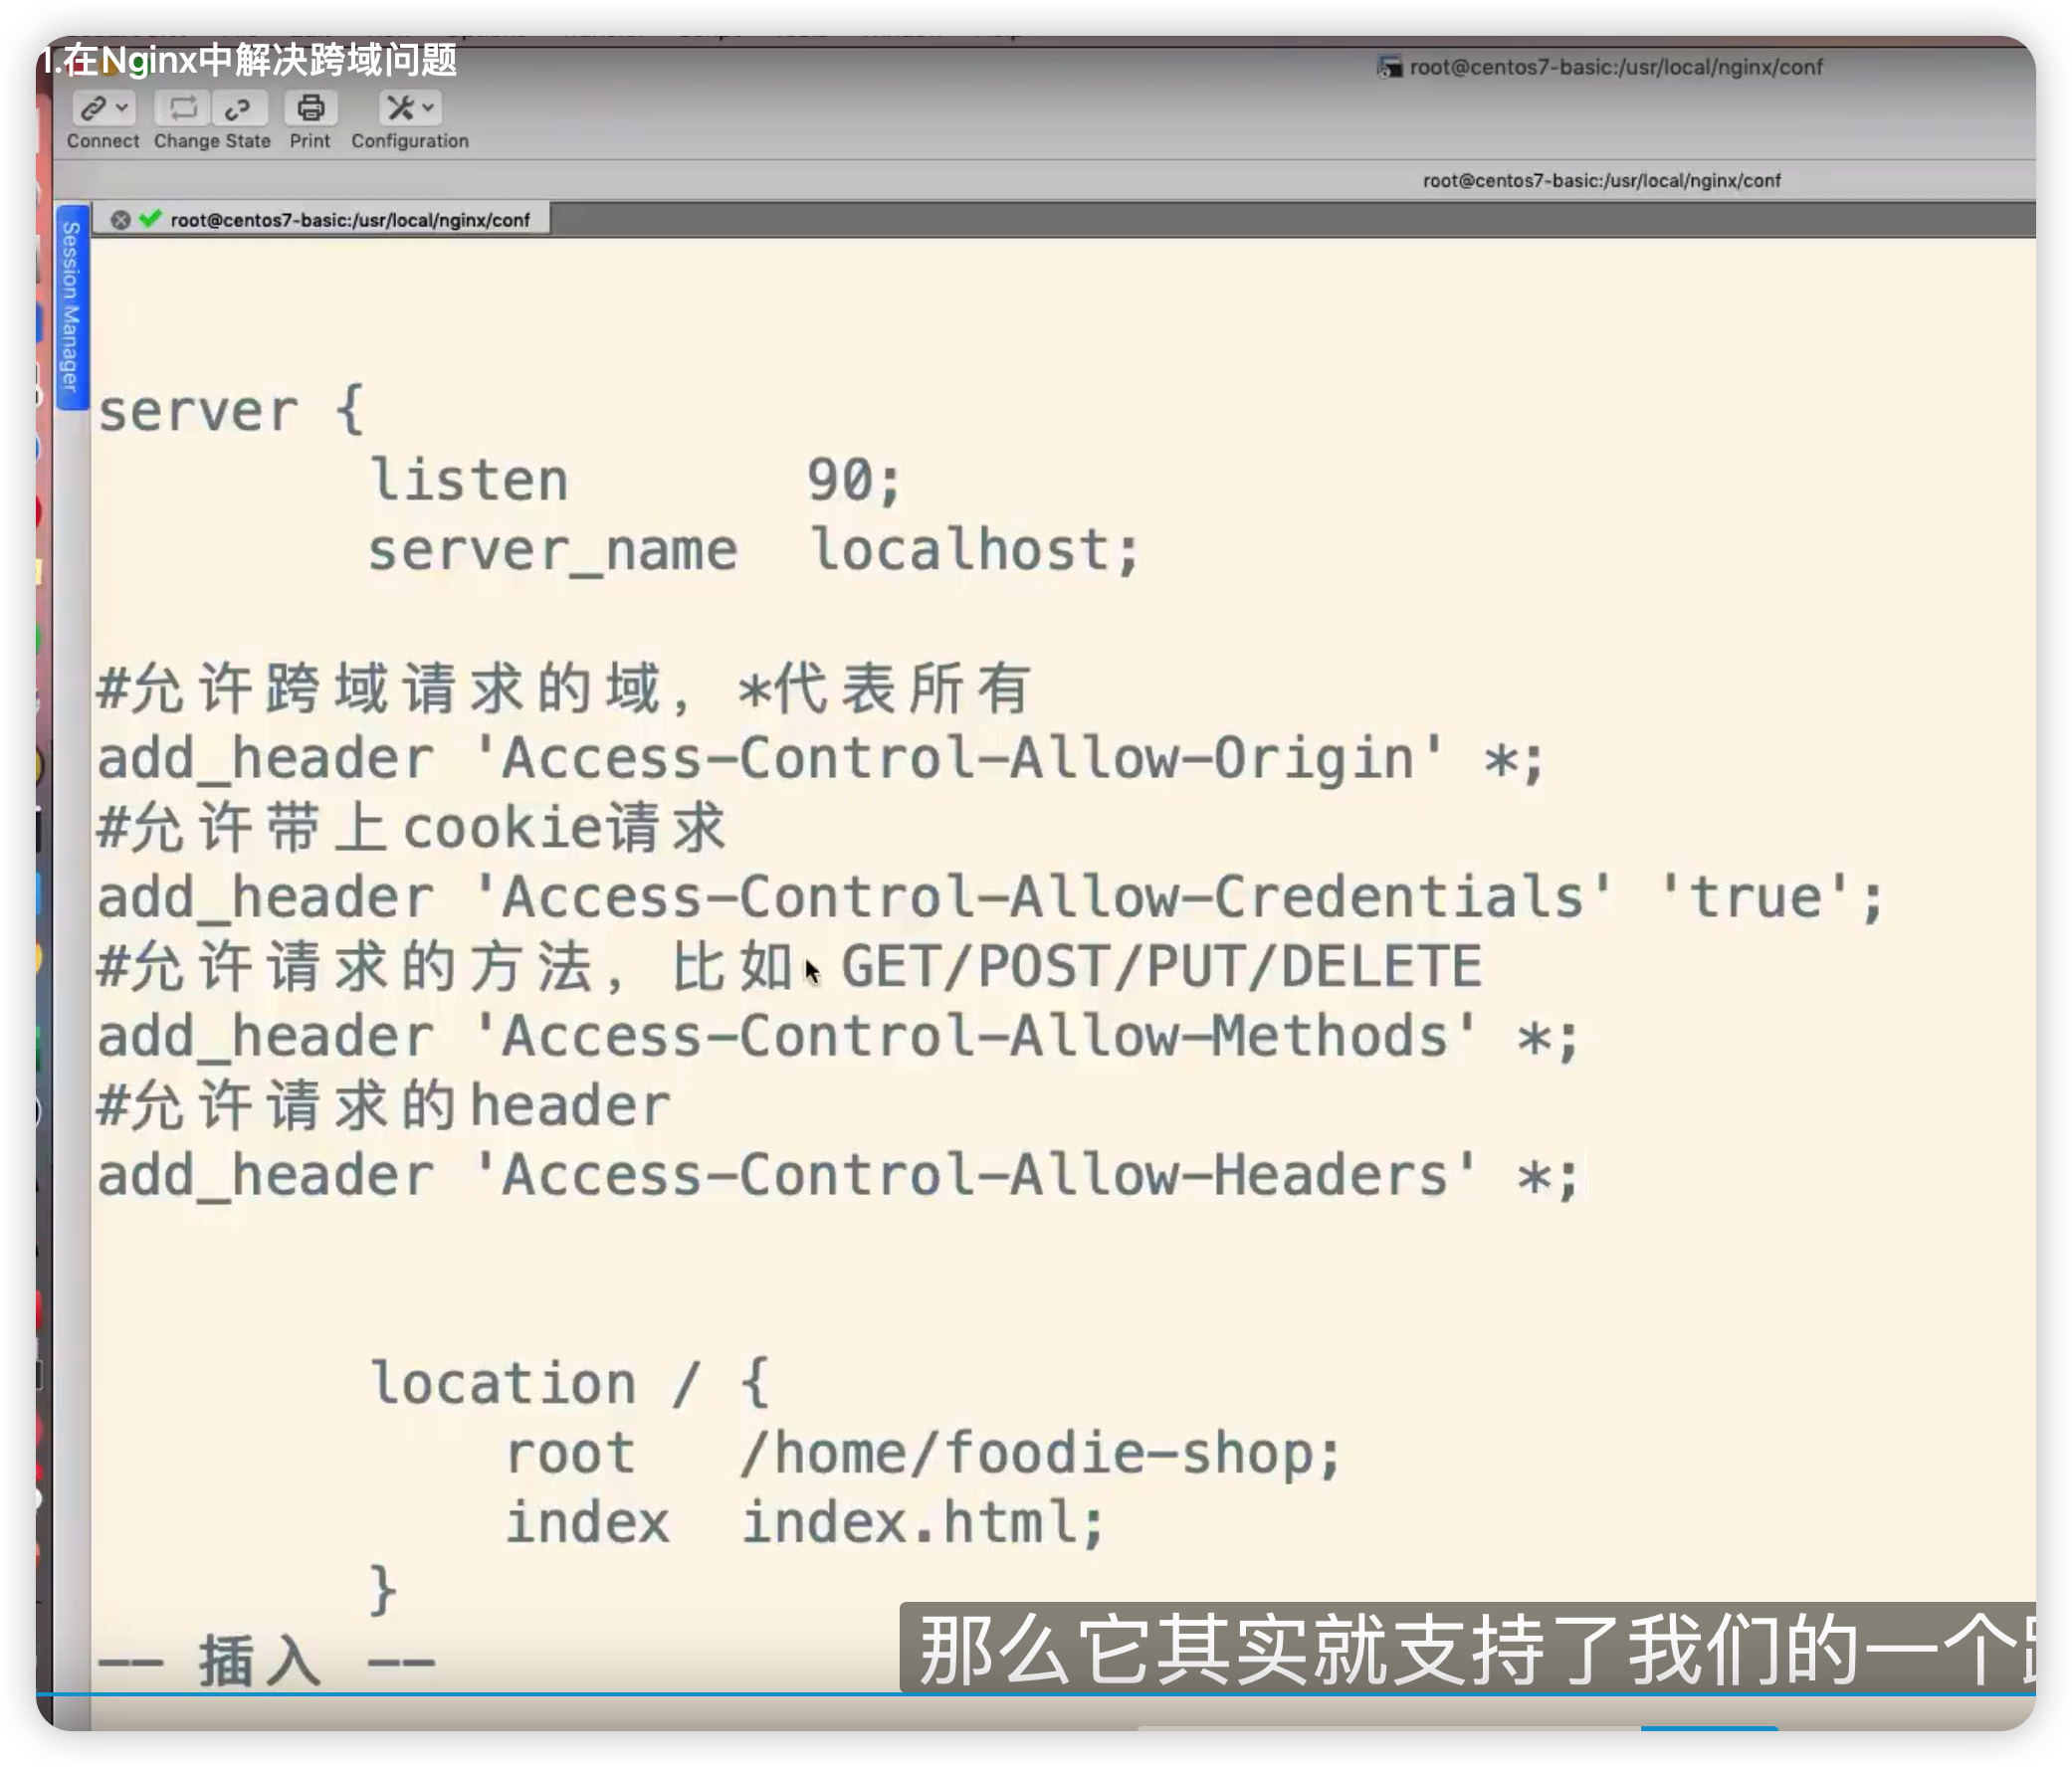 1.在Nginx中解决跨域问题
root@centos7-basic:/usr/local/nginx/conf
Connect Change State Print Configuration
root@centos7-basic:/usr/local/nginx/conf
root@centos7-basic:/usr/local/nginx/conf
Session Manager
server {
listen 90;
server_name localhost;
#允许跨域请求的域，*代表所有
add_header 'Access-Control-Allow-Origin' *;
#允许带上cookie请求
add_header 'Access-Control-Allow-Credentials' 'true';
#允许请求的方法，比如 GET/POST/PUT/DELETE
add_header 'Access-Control-Allow-Methods' *;
#允许请求的header
add_header 'Access-Control-Allow-Headers' *;
location / {
root /home/foodie-shop;
index index.html;
}
-- 插入 --
那么它其实就支持了我们的一个